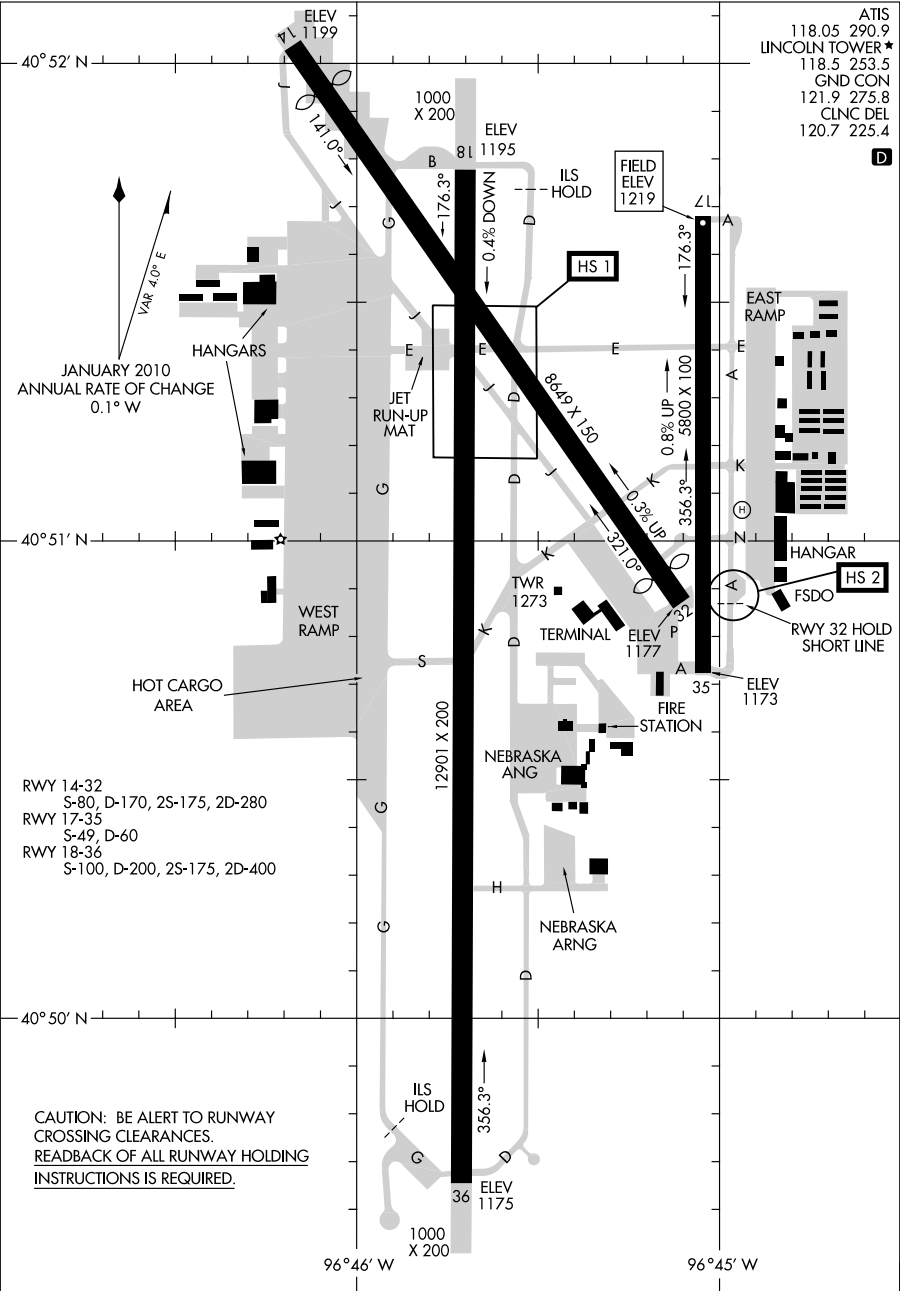 ELEV
1199
14
ATIS
118.05 290.9
LINCOLN TOWER★
118.5 253.5
GND CON
121.9 275.8
CLNC DEL
120.7 225.4
D
40°52' N
J
1000
X 200
141.0°
B
18
ELEV
1195
ILS
HOLD
FIELD
ELEV
1219
17
A
176.3°
0.4% DOWN
D
G
J
176.3°
VAR 4.0° E
HS 1
EAST
RAMP
JANUARY 2010
ANNUAL RATE OF CHANGE
0.1° W
HANGARS
J
E
E
E
E
JET
RUN-UP
MAT
J
D
8649 X 150
0.8% UP
5800 X 100
A
G
D
J
K
K
0.3% UP
356.3°
H
40°51' N
K
321.0°
N
HANGAR
HS 2
A
FSDO
TWR
1273
TERMINAL
32
ELEV
1177
P
RWY 32 HOLD
SHORT LINE
WEST
RAMP
K
D
S
A
35
ELEV
1173
HOT CARGO
AREA
FIRE
STATION
12901 X 200
NEBRASKA
ANG
RWY 14-32
S-80, D-170, 2S-175, 2D-280
RWY 17-35
S-49, D-60
RWY 18-36
S-100, D-200, 2S-175, 2D-400
G
H
G
NEBRASKA
ARNG
D
40°50' N
ILS
HOLD
356.3°
CAUTION: BE ALERT TO RUNWAY
CROSSING CLEARANCES.
READBACK OF ALL RUNWAY HOLDING
INSTRUCTIONS IS REQUIRED.
G
D
36
ELEV
1175
1000
X 200
96°46' W
96°45' W